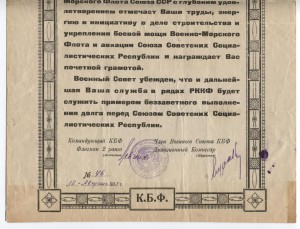 Морского Флота Союза ССР с глубоким удов-
летворением отмечает Ваши труды, энер-
гию и инициативу в деле строительства и
укрепления боевой мощи Военно-Морского
Флота и авиации Союза Советских Социа-
листических Республик и награждает Вас
почетной грамотой.
Военный Совет убежден, что и дальней-
шая Ваша служба в рядах РККФ будет
служить примером беззаветного выполне-
ния долга перед Союзом Советских Социа-
листических Республик.
Командующий КБФ
Флагман 2 ранга
Член Военного Совета КБФ
Дивизионный Комиссар
№
К.Б.Ф.